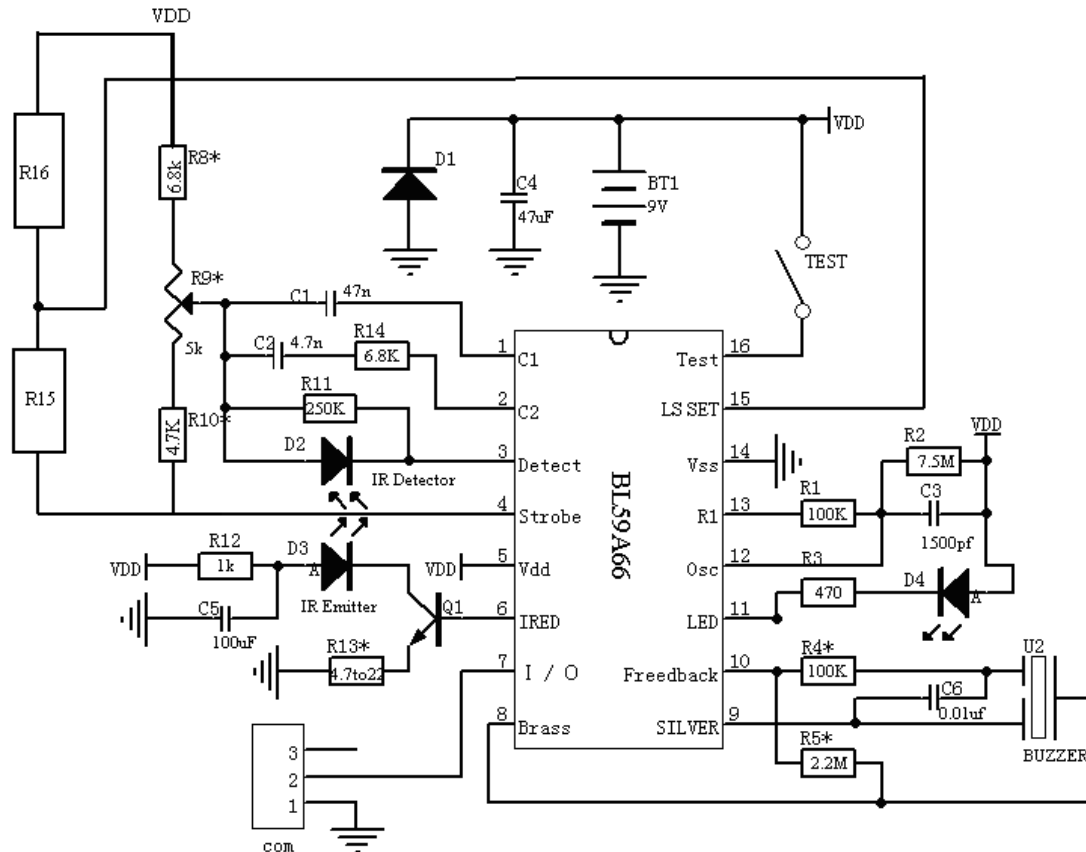 VDD
R16
R8*
6.8k
R9*
5k
R15
R10*
4.7K
D1
C4
47uF
BT1
9V
VDD
TEST
C1
47n
C2
4.7n
R14
6.8K
R11
250K
D2
IR Detector
D3
A
IR Emitter
VDD
R12
1k
C5
100uF
VDD
Q1
R13*
4.7to22
1
2
3
4
5
6
7
8
C1
C2
Detect
Strobe
Vdd
IRED
I / O
Brass
BL59A66
Test
LS SET
Vss
R1
Osc
LED
Freedback
SILVER
16
15
14
13
12
11
10
9
VDD
R2
7.5M
R1
100K
C3
1500pf
R3
470
D4
A
R4*
100K
C6
0.01uf
R5*
2.2M
U2
BUZZER
3
2
1
com